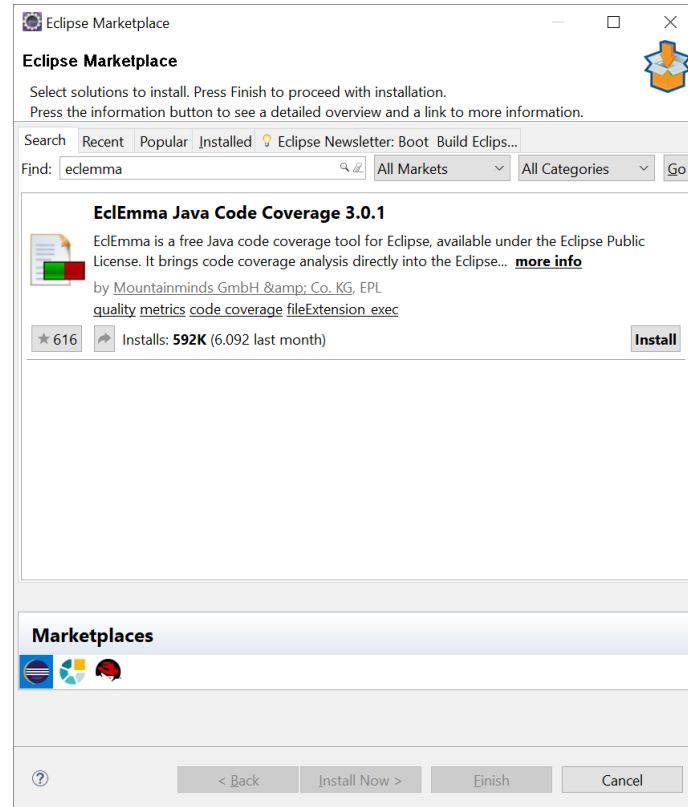 Eclipse Marketplace
Eclipse Marketplace
Select solutions to install. Press Finish to proceed with installation.
Press the information button to see a detailed overview and a link to more information.
Search Recent Popular Installed Eclipse Newsletter: Boot Build Eclips...
Find: eclemma All Markets All Categories Go
EclEmma Java Code Coverage 3.0.1
EclEmma is a free Java code coverage tool for Eclipse, available under the Eclipse Public
License. It brings code coverage analysis directly into the Eclipse... more info
by Mountainminds GmbH &amp; Co. KG, EPL
quality metrics code coverage fileExtension_exec
616 Installs: 592K (6.092 last month) Install
Marketplaces
? < Back Install Now > Finish Cancel